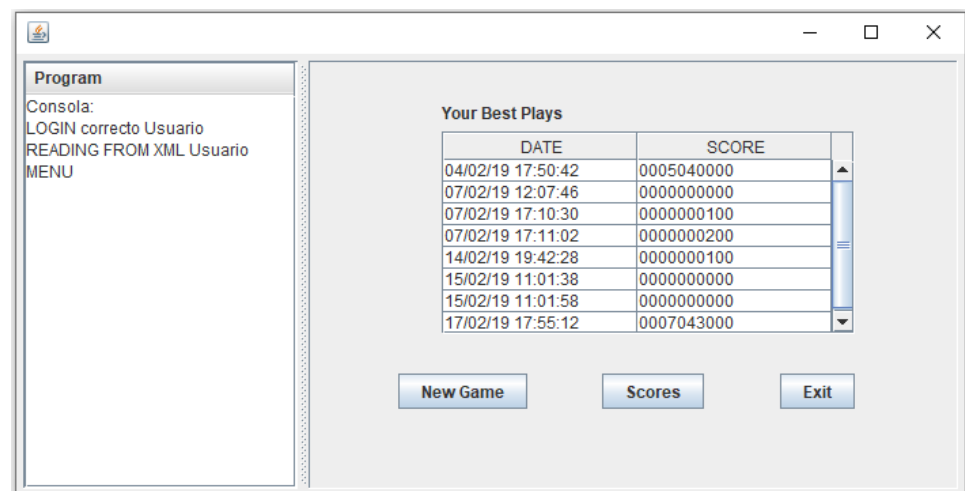 Program
Consola:
LOGIN correcto Usuario
READING FROM XML Usuario
MENU
Your Best Plays
DATE SCORE
04/02/19 17:50:42 0005040000
07/02/19 12:07:46 0000000000
07/02/19 17:10:30 0000000100
07/02/19 17:11:02 0000000200
14/02/19 19:42:28 0000000100
15/02/19 11:01:38 0000000000
15/02/19 11:01:58 0000000000
17/02/19 17:55:12 0007043000
New Game Scores Exit